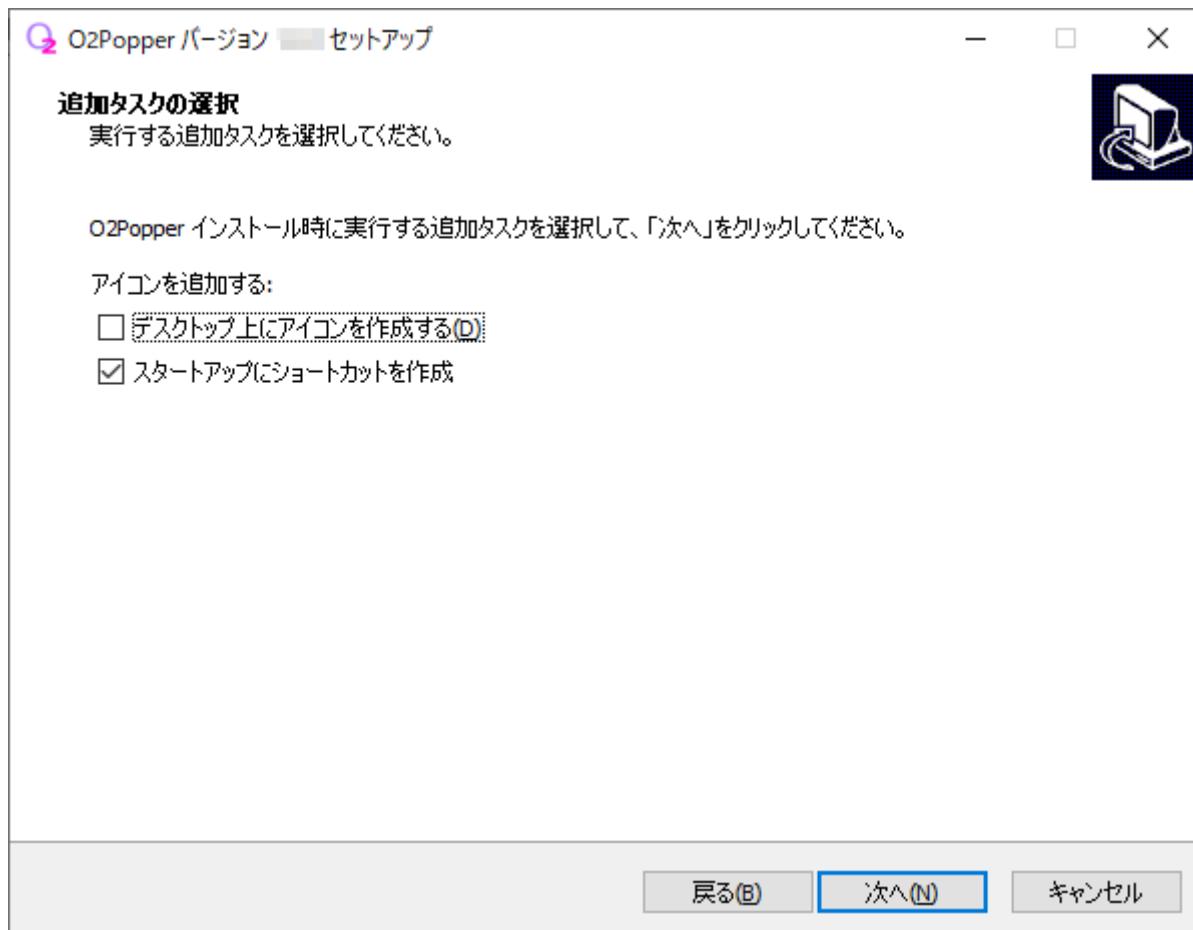 O2Popper バージョン セットアップ
追加タスクの選択
実行する追加タスクを選択してください。
O2Popper インストール時に実行する追加タスクを選択して、「次へ」をクリックしてください。
アイコンを追加する:
デスクトップ上にアイコンを作成する(D)
スタートアップにショートカットを作成
戻る(B)
次へ(N)
キャンセル